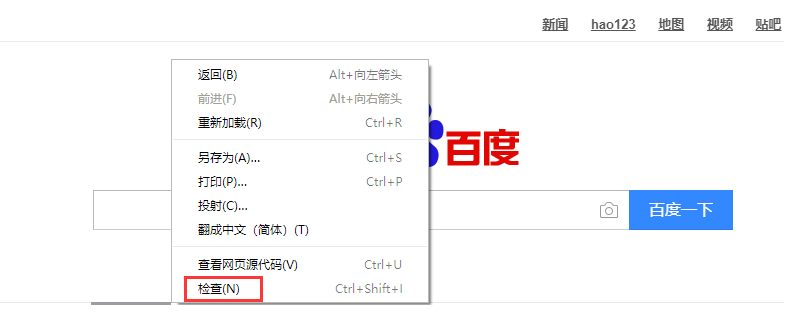 新闻 hao123 地图 视频 贴吧
返回(B) Alt+向左箭头
前进(F) Alt+向右箭头
重新加载(R) Ctrl+R
百度
另存为(A)... Ctrl+S
打印(P)... Ctrl+P
投射(C)...
百度一下
翻成中文（简体）(T)
查看网页源代码(V) Ctrl+U
检查(N) Ctrl+Shift+I